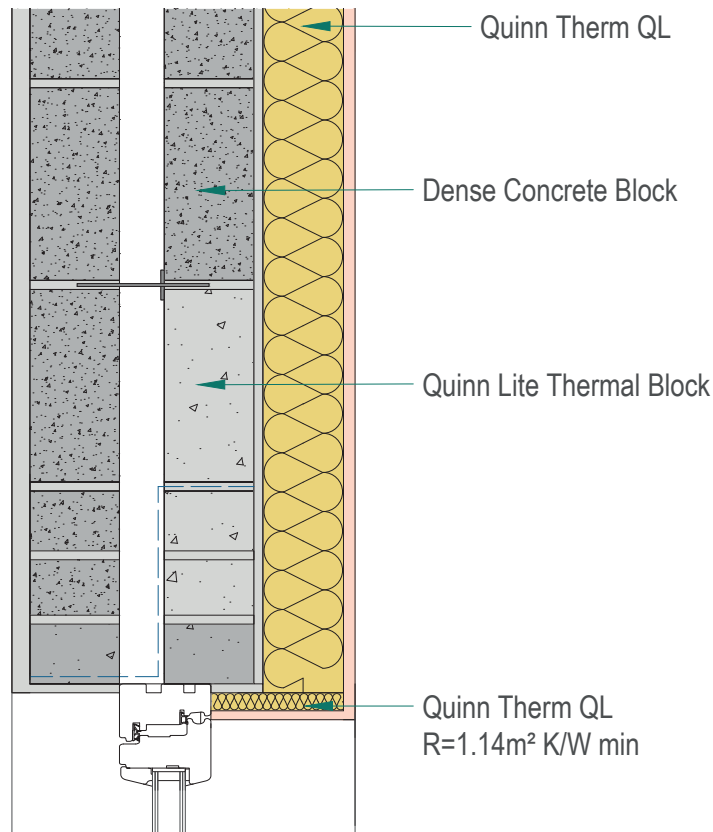 Quinn Therm QL
Dense Concrete Block
Quinn Lite Thermal Block
Quinn Therm QL
R=1.14m² K/W min